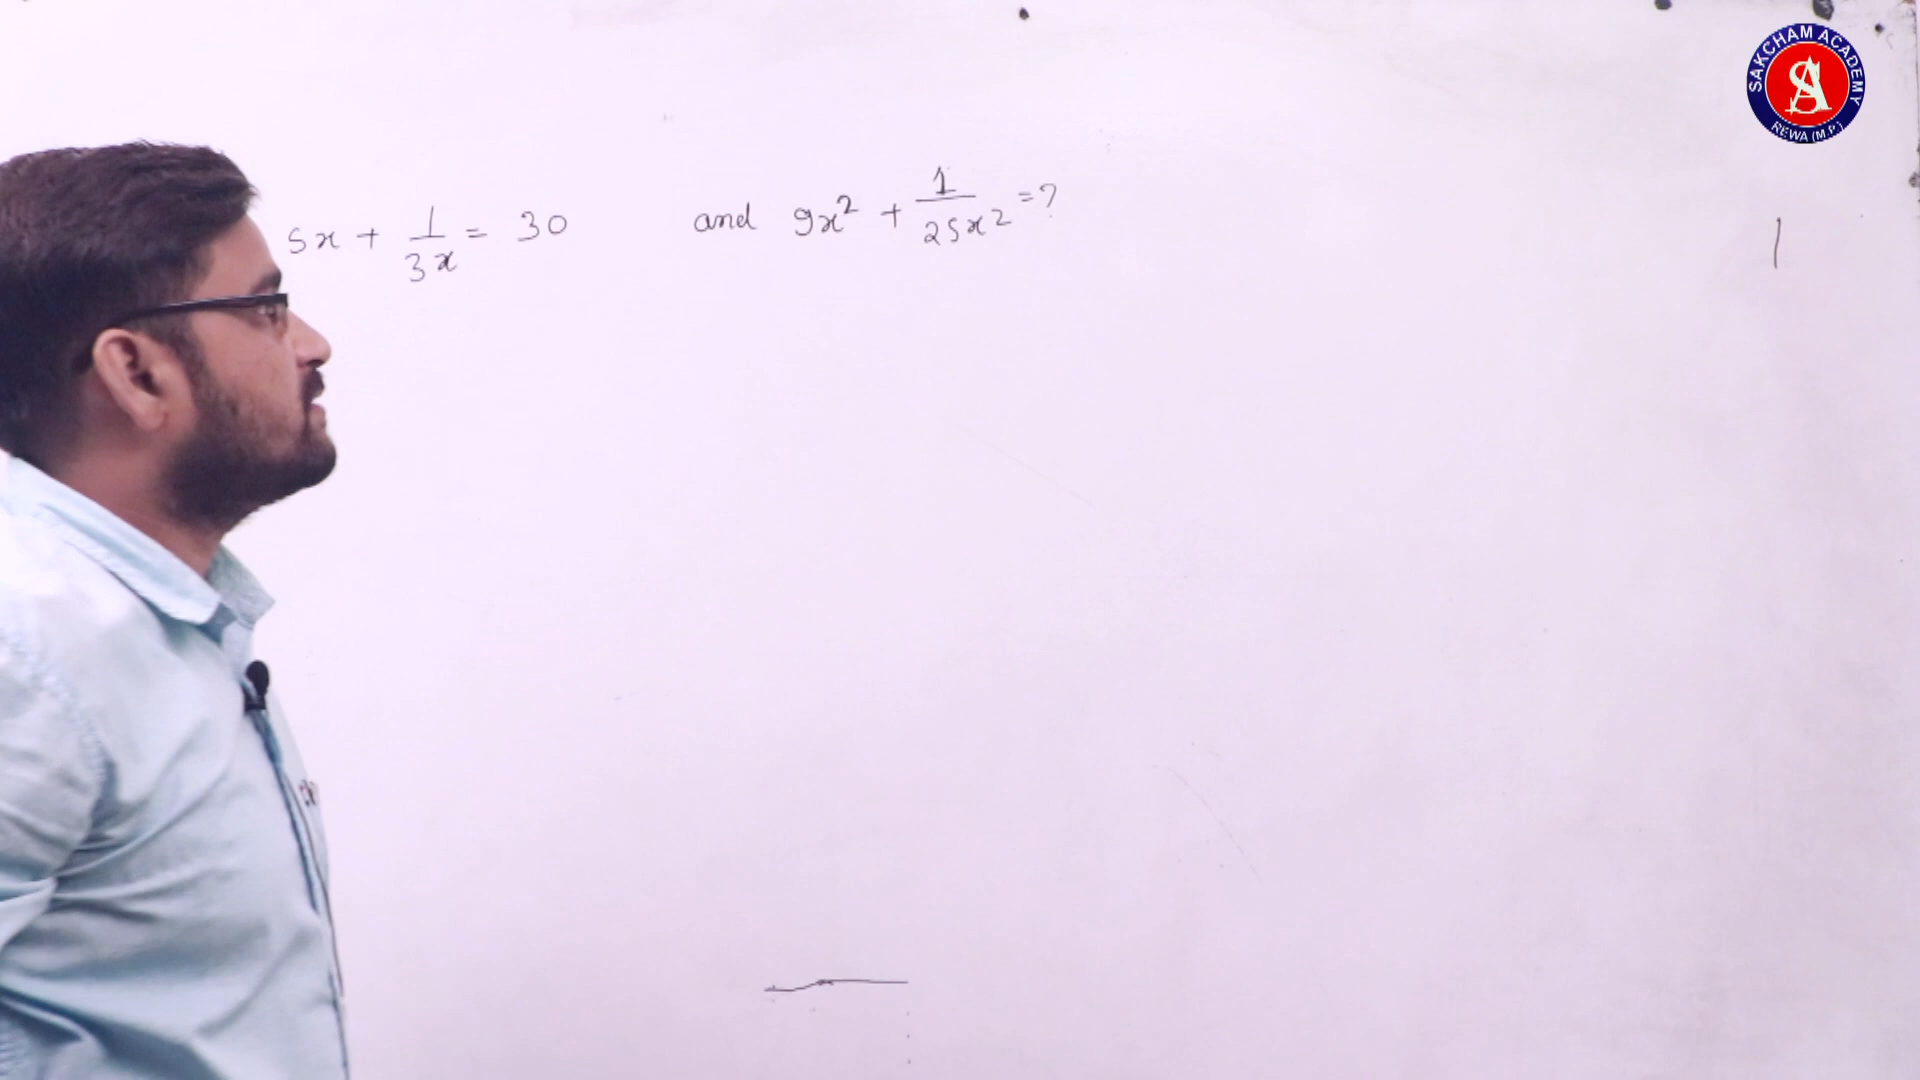 5x + 1/3x = 30 and 9x² + 1/25x² = ?
SAKCHAM ACADEMY
SA
REWA (M.P.)